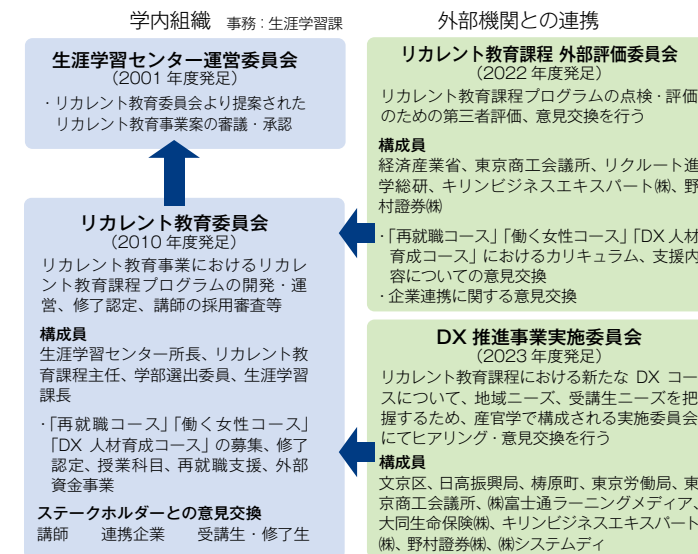 学内組織 事務：生涯学習課
生涯学習センター運営委員会
（2001 年度発足）
・リカレント教育委員会より提案された
リカレント教育事業案の審議・承認
リカレント教育委員会
（2010 年度発足）
リカレント教育事業におけるリカレ
ント教育課程プログラムの開発・運
営、修了認定、講師の採用審査等
構成員
生涯学習センター所長、リカレント教
育課程主任、学部選出委員、生涯学習
課長
・「再就職コース」「働く女性コース」
「DX 人材育成コース」の募集、修了
認定、授業科目、再就職支援、外部
資金事業
ステークホルダーとの意見交換
講師 連携企業 受講生・修了生
外部機関との連携
リカレント教育課程 外部評価委員会
（2022 年度発足）
リカレント教育課程プログラムの点検・評価
のための第三者評価、意見交換を行う
構成員
経済産業省、東京商工会議所、リクルート進
学総研、キリンビジネスエキスパート㈱、野
村證券㈱
・「再就職コース」「働く女性コース」「DX 人材
育成コース」におけるカリキュラム、支援内
容についての意見交換
・企業連携に関する意見交換
DX 推進事業実施委員会
（2023 年度発足）
リカレント教育課程における新たな DX コー
スについて、地域ニーズ、受講生ニーズを把
握するため、産官学で構成される実施委員会
にてヒアリング・意見交換を行う
構成員
文京区、日高振興局、梼原町、東京労働局、東
京商工会議所、㈱富士通ラーニングメディア、
大同生命保険㈱、キリンビジネスエキスパート
㈱、野村證券㈱、㈱システムディ